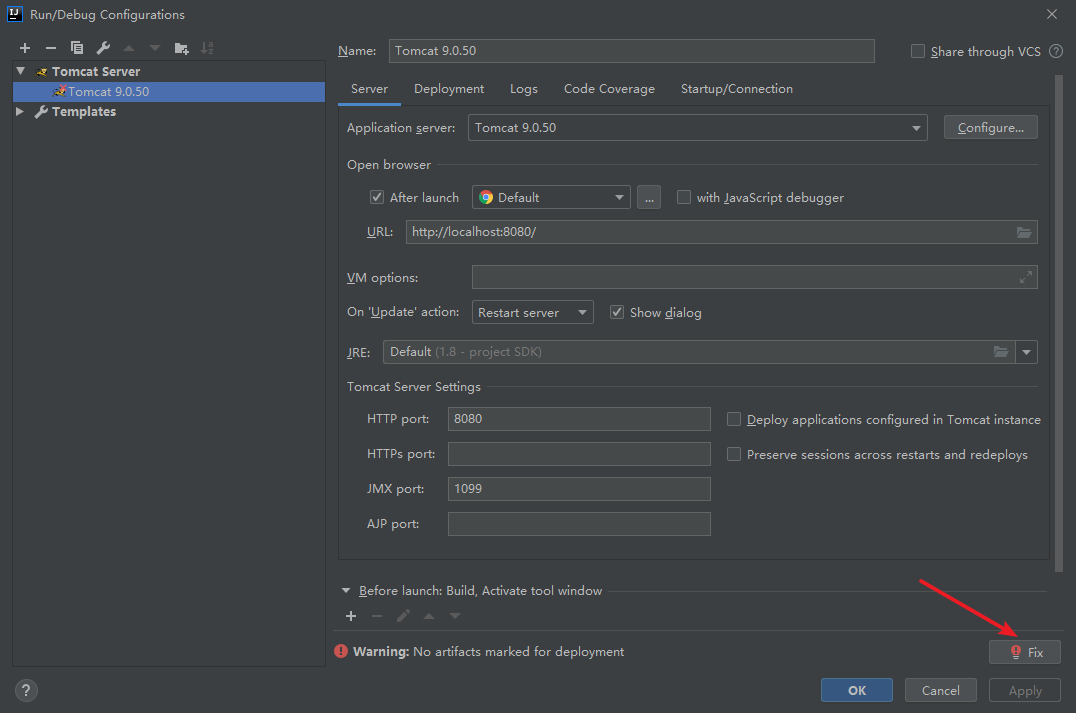 IJ Run/Debug Configurations
Name: Tomcat 9.0.50 Share through VCS ?
Tomcat Server
Tomcat 9.0.50
Templates
Server Deployment Logs Code Coverage Startup/Connection
Application server: Tomcat 9.0.50 Configure...
Open browser
After launch Default ... with JavaScript debugger
URL: http://localhost:8080/
VM options:
On 'Update' action: Restart server Show dialog
JRE: Default (1.8 - project SDK)
Tomcat Server Settings
HTTP port: 8080 Deploy applications configured in Tomcat instance
HTTPs port: Preserve sessions across restarts and redeploys
JMX port: 1099
AJP port:
Before launch: Build, Activate tool window
Warning: No artifacts marked for deployment Fix
? OK Cancel Apply